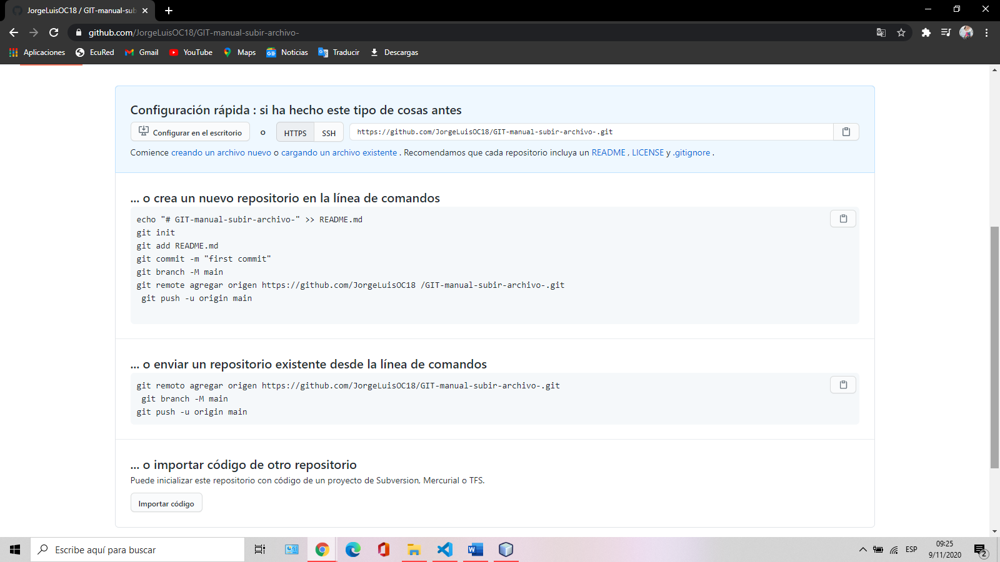 JorgeLuisOC18 / GIT-manual-sub
github.com/JorgeLuisOC18/GIT-manual-subir-archivo-
Aplicaciones EcuRed Gmail YouTube Maps Noticias Traducir Descargas
Configuración rápida : si ha hecho este tipo de cosas antes
Configurar en el escritorio o HTTPS SSH https://github.com/JorgeLuisOC18/GIT-manual-subir-archivo-.git
Comience creando un archivo nuevo o cargando un archivo existente . Recomendamos que cada repositorio incluya un README , LICENSE y .gitignore .
... o crea un nuevo repositorio en la línea de comandos
echo "# GIT-manual-subir-archivo-" >> README.md
git init
git add README.md
git commit -m "first commit"
git branch -M main
git remote agregar origen https://github.com/JorgeLuisOC18 /GIT-manual-subir-archivo-.git
git push -u origin main
... o enviar un repositorio existente desde la línea de comandos
git remoto agregar origen https://github.com/JorgeLuisOC18/GIT-manual-subir-archivo-.git
git branch -M main
git push -u origin main
... o importar código de otro repositorio
Puede inicializar este repositorio con código de un proyecto de Subversion, Mercurial o TFS.
Importar código
Escribe aquí para buscar
ESP
09:25
9/11/2020
2